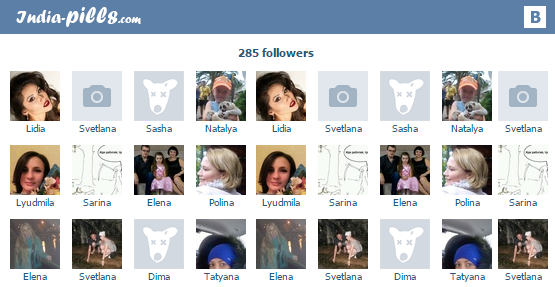 India-pills.com
B
285 followers
Lidia Svetlana Sasha Natalya Lidia Svetlana Sasha Natalya Svetlana
Lyudmila Sarina Elena Polina Lyudmila Sarina Elena Polina Sarina
Elena Svetlana Dima Tatyana Elena Svetlana Dima Tatyana Svetlana